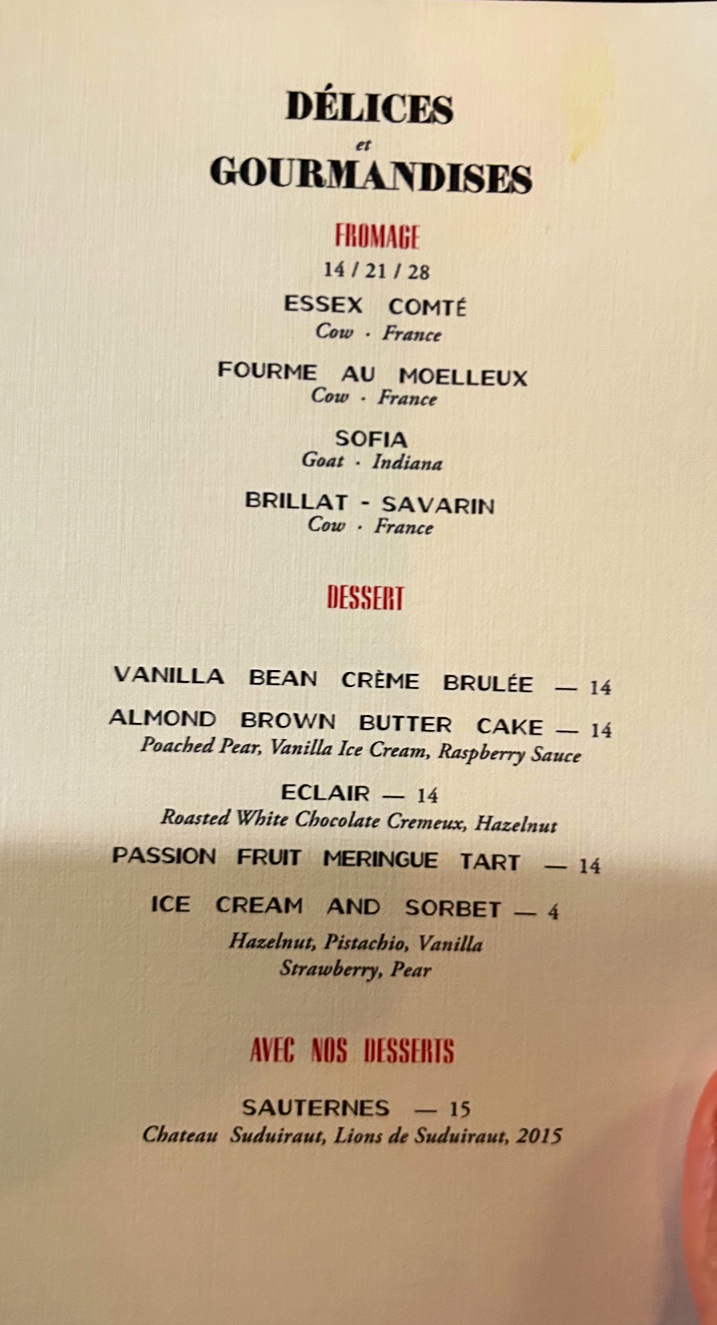 DÉLICES
et
GOURMANDISES
FROMAGE
14 / 21 / 28
ESSEX COMTÉ
Cow · France
FOURME AU MOELLEUX
Cow · France
SOFIA
Goat · Indiana
BRILLAT - SAVARIN
Cow · France
DESSERT
VANILLA BEAN CRÈME BRULÉE — 14
ALMOND BROWN BUTTER CAKE — 14
Poached Pear, Vanilla Ice Cream, Raspberry Sauce
ECLAIR — 14
Roasted White Chocolate Cremeux, Hazelnut
PASSION FRUIT MERINGUE TART — 14
ICE CREAM AND SORBET — 4
Hazelnut, Pistachio, Vanilla
Strawberry, Pear
AVEC NOS DESSERTS
SAUTERNES — 15
Chateau Suduiraut, Lions de Suduiraut, 2015